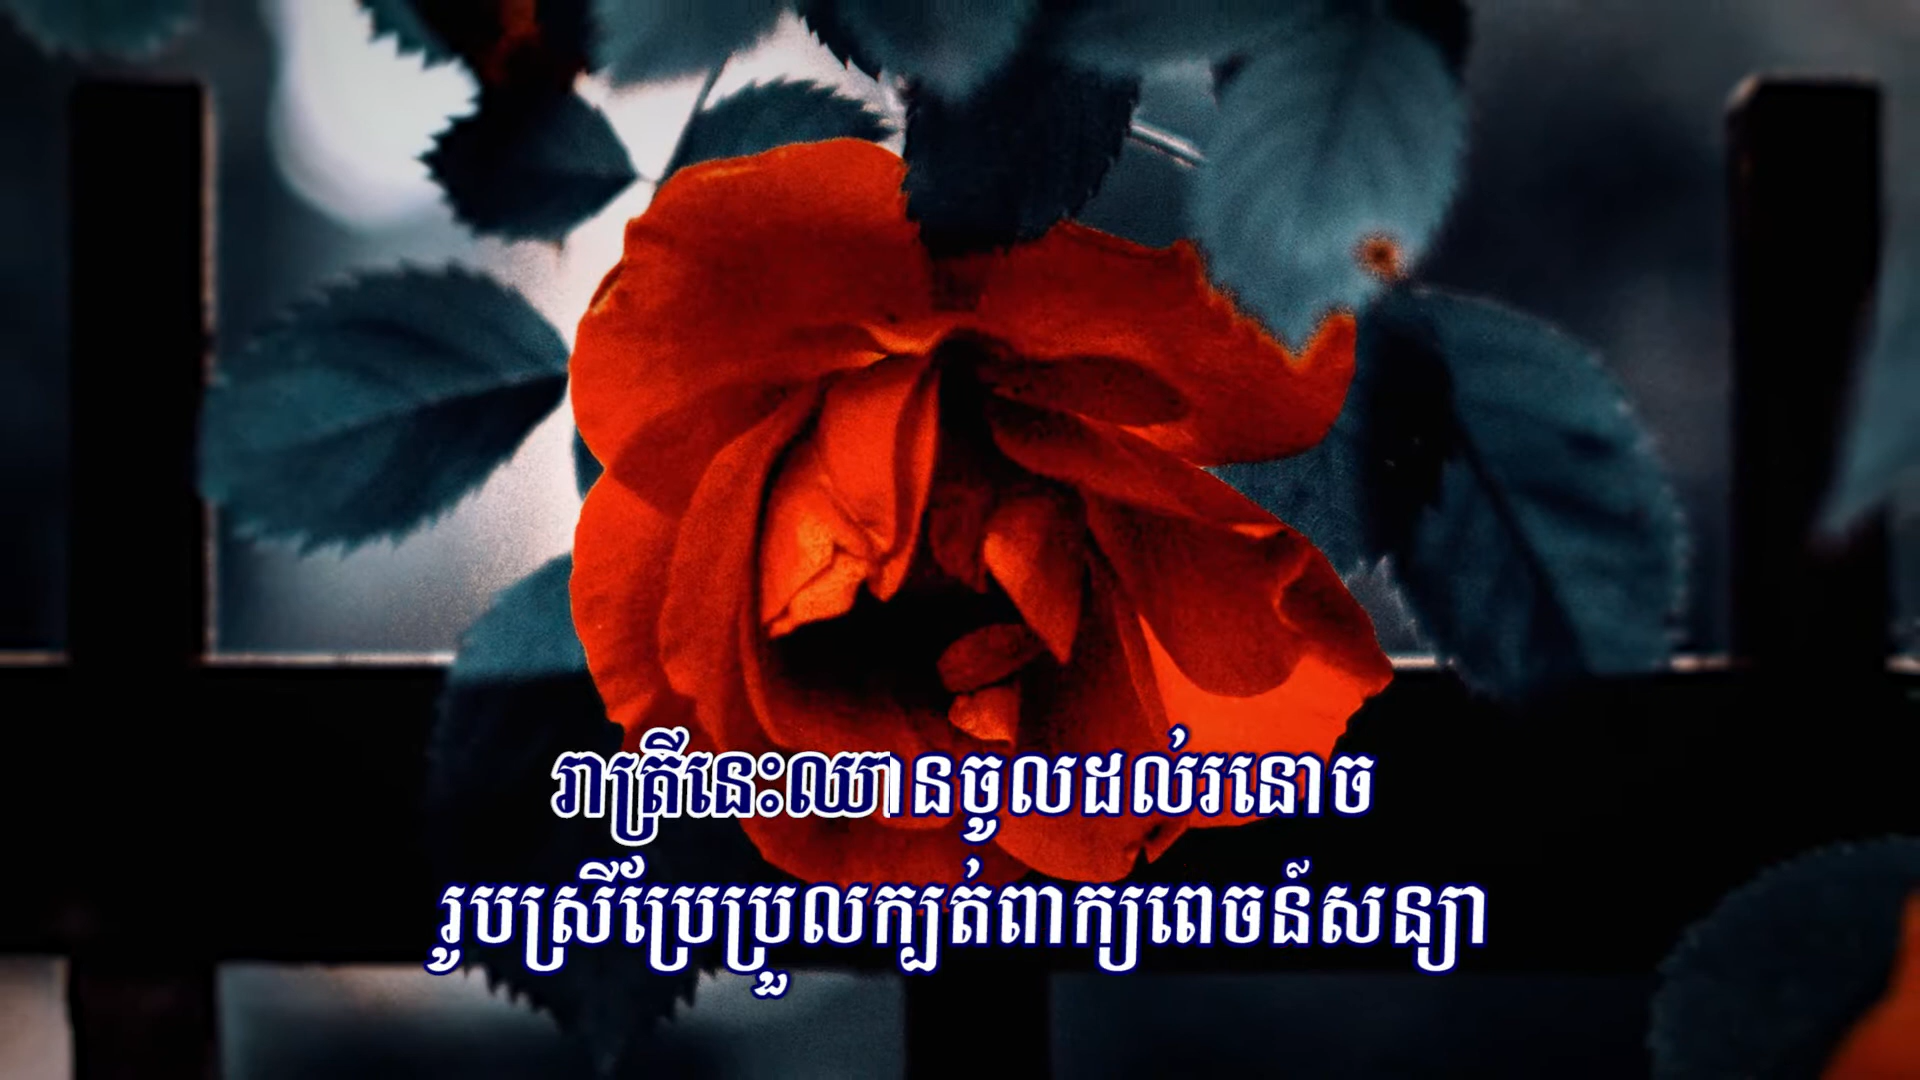 រាត្រីនេះឈានចូលដល់រនោច
រូបស្រីប្រែប្រួលក្បត់ពាក្យពេចន៍សន្យា